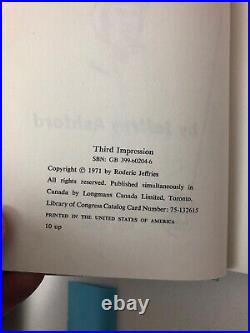 Third Impression
SBN: GB 399-60204-6
Copyright © 1971 by Roderic Jeffries
All rights reserved. Published simultaneously in
Canada by Longmans Canada Limited, Toronto.
Library of Congress Catalog Card Number: 75-137615
PRINTED IN THE UNITED STATES OF AMERICA
10 up